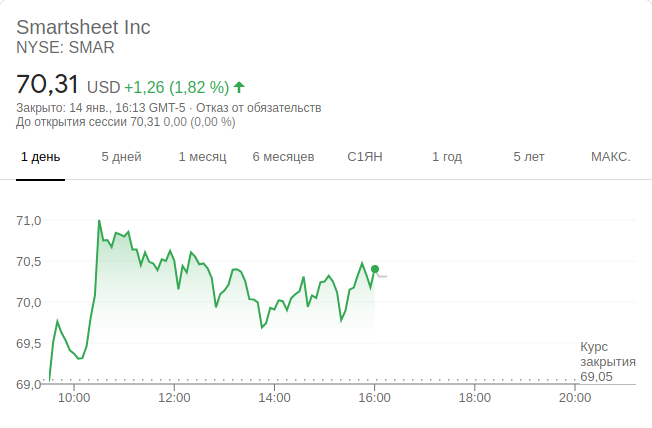 Smartsheet Inc
NYSE: SMAR
70,31 USD +1,26 (1,82 %)
Закрыто: 14 янв., 16:13 GMT-5 · Отказ от обязательств
До открытия сессии 70,31 0,00 (0,00 %)
1 день 5 дней 1 месяц 6 месяцев С1ЯН 1 год 5 лет МАКС.
71,0
70,5
70,0
69,5
69,0
Курс
закрытия
69,05
10:00 12:00 14:00 16:00 18:00 20:00